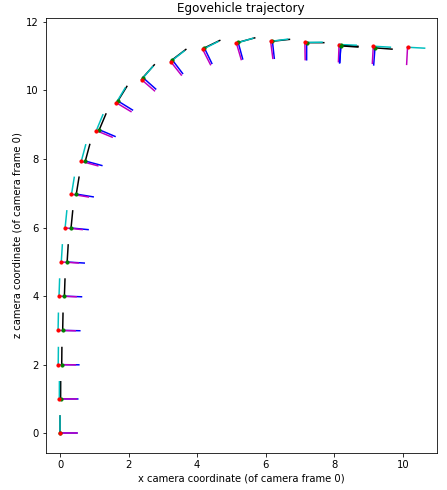 Egovehicle trajectory
z camera coordinate (of camera frame 0)
12
10
8
6
4
2
0
0 2 4 6 8 10
x camera coordinate (of camera frame 0)